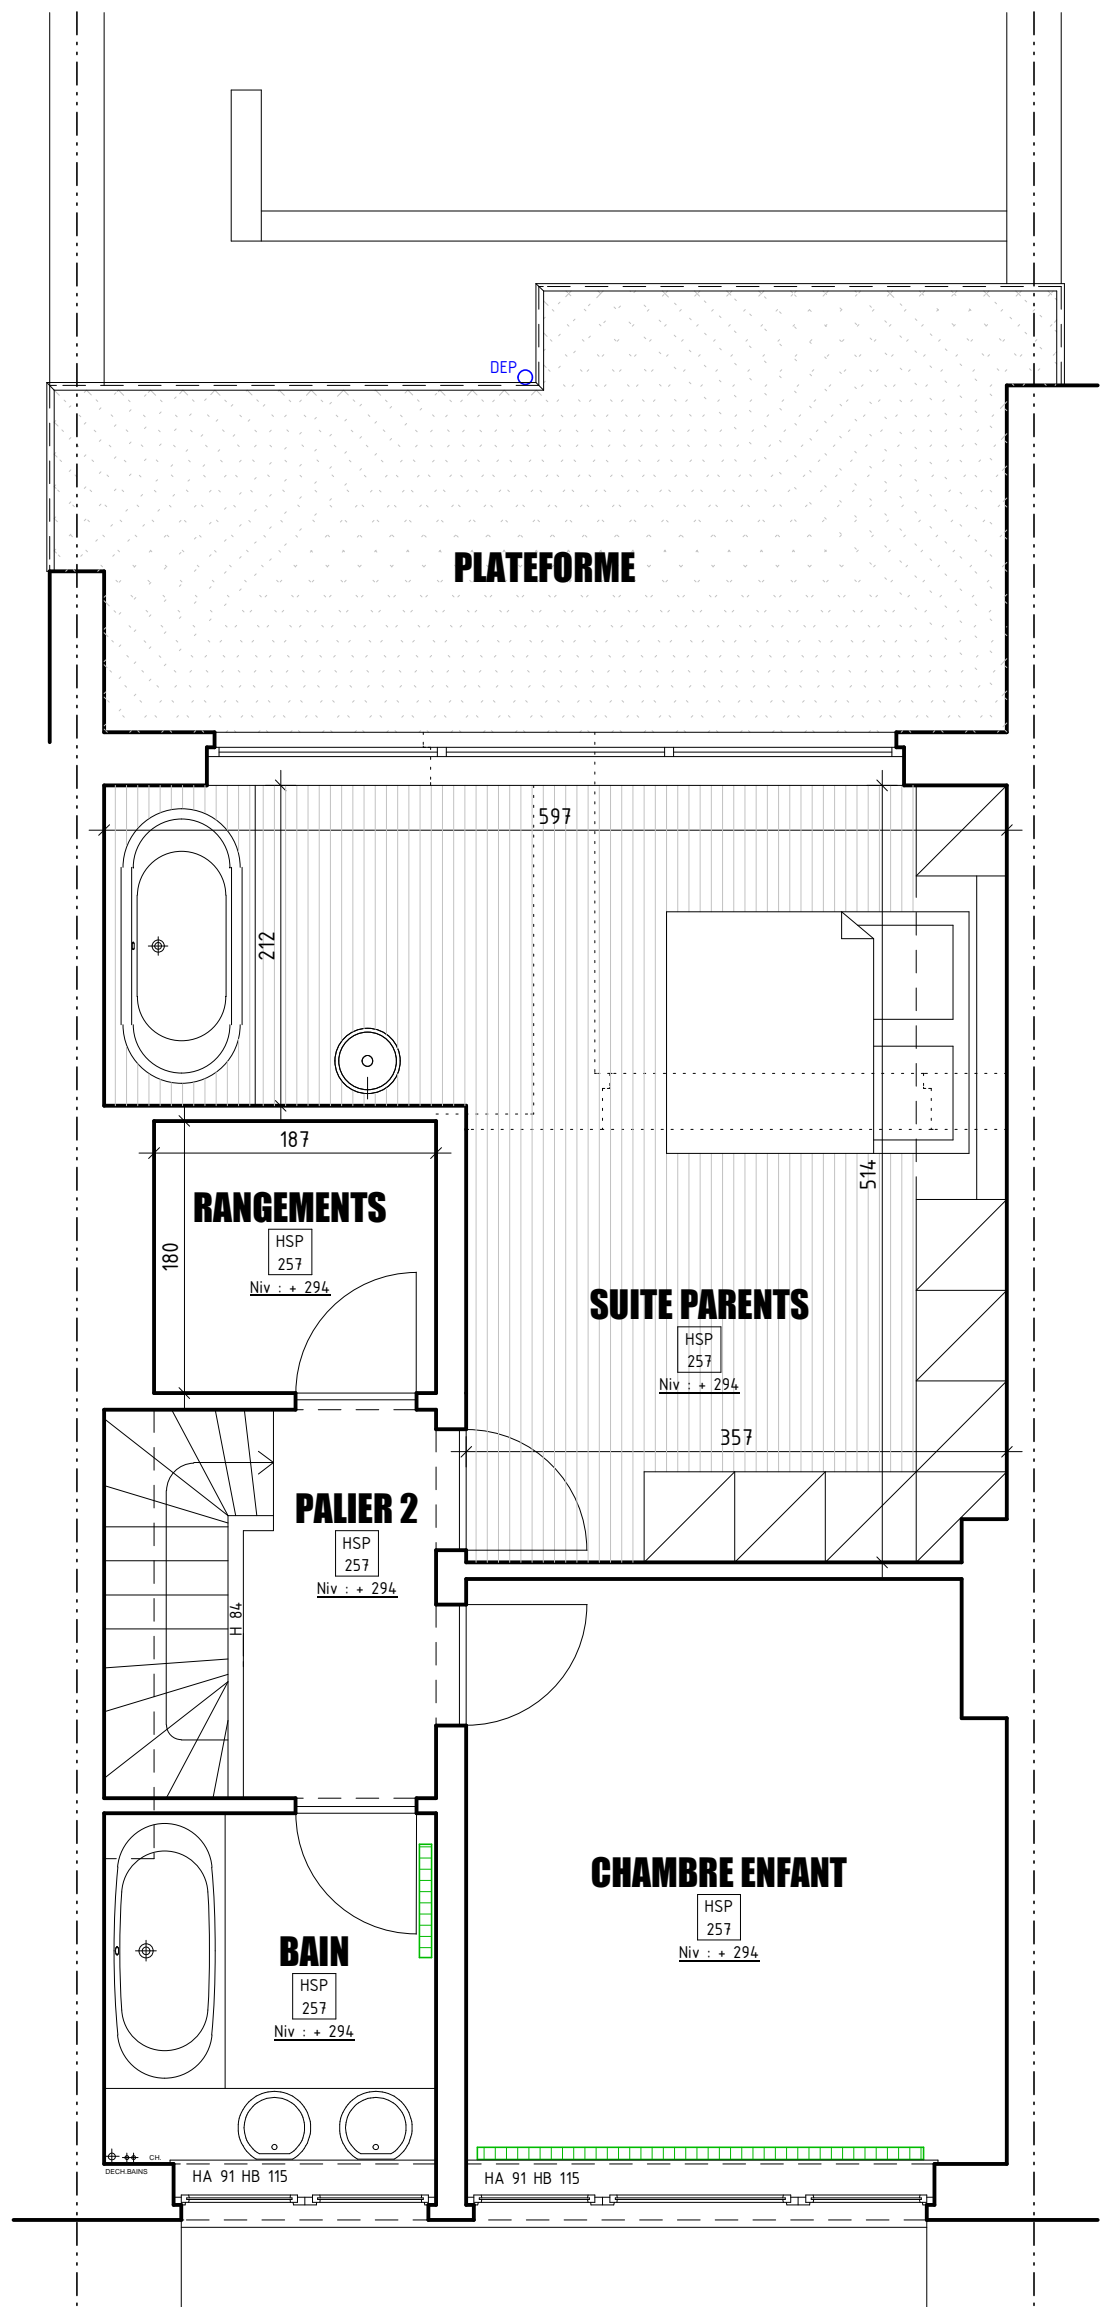 DEP
PLATEFORME
597
212
187
RANGEMENTS
HSP
257
Niv : + 294
180
514
SUITE PARENTS
HSP
257
Niv : + 294
357
PALIER 2
HSP
257
Niv : + 294
H 84
CHAMBRE ENFANT
HSP
257
Niv : + 294
BAIN
HSP
257
Niv : + 294
CH.
DECH.BAINS
HA 91 HB 115
HA 91 HB 115